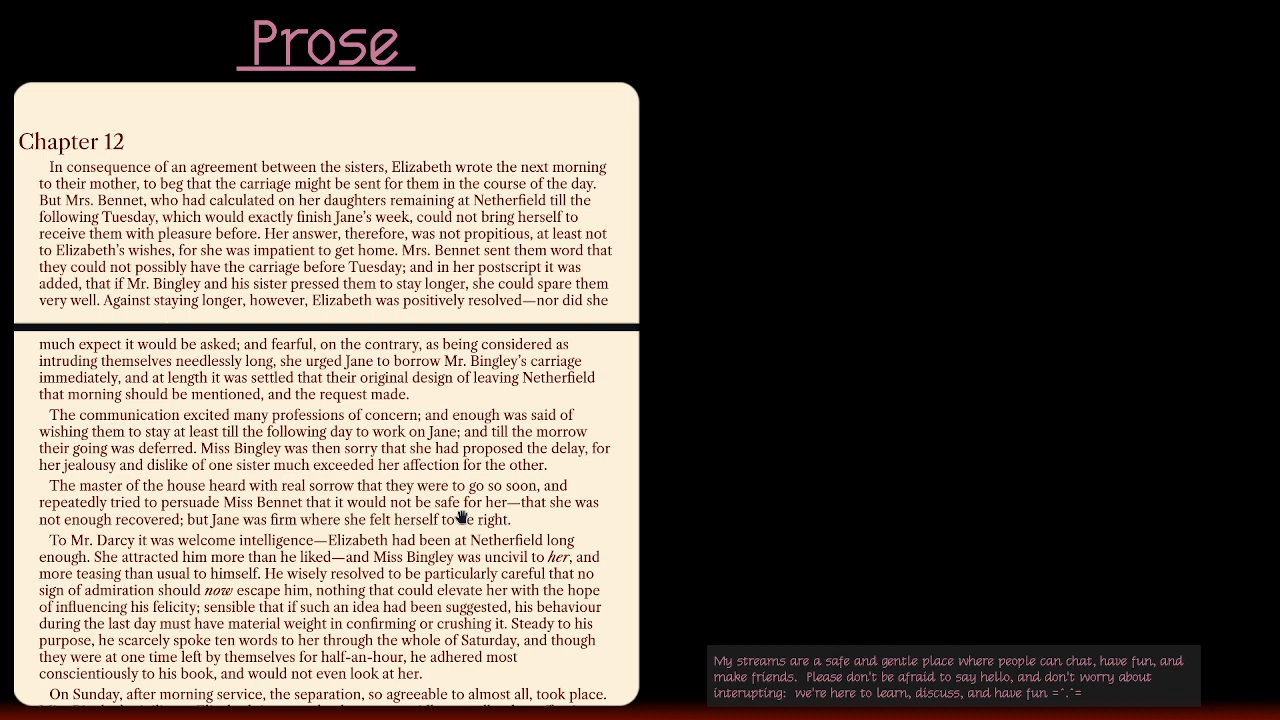 Prose
Chapter 12
In consequence of an agreement between the sisters, Elizabeth wrote the next morning
to their mother, to beg that the carriage might be sent for them in the course of the day.
But Mrs. Bennet, who had calculated on her daughters remaining at Netherfield till the
following Tuesday, which would exactly finish Jane's week, could not bring herself to
receive them with pleasure before. Her answer, therefore, was not propitious, at least not
to Elizabeth's wishes, for she was impatient to get home. Mrs. Bennet sent them word that
they could not possibly have the carriage before Tuesday; and in her postscript it was
added, that if Mr. Bingley and his sister pressed them to stay longer, she could spare them
very well. Against staying longer, however, Elizabeth was positively resolved—nor did she
much expect it would be asked; and fearful, on the contrary, as being considered as
intruding themselves needlessly long, she urged Jane to borrow Mr. Bingley's carriage
immediately, and at length it was settled that their original design of leaving Netherfield
that morning should be mentioned, and the request made.
The communication excited many professions of concern; and enough was said of
wishing them to stay at least till the following day to work on Jane; and till the morrow
their going was deferred. Miss Bingley was then sorry that she had proposed the delay, for
her jealousy and dislike of one sister much exceeded her affection for the other.
The master of the house heard with real sorrow that they were to go so soon, and
repeatedly tried to persuade Miss Bennet that it would not be safe for her—that she was
not enough recovered; but Jane was firm where she felt herself to be right.
To Mr. Darcy it was welcome intelligence—Elizabeth had been at Netherfield long
enough. She attracted him more than he liked—and Miss Bingley was uncivil to her, and
more teasing than usual to himself. He wisely resolved to be particularly careful that no
sign of admiration should now escape him, nothing that could elevate her with the hope
of influencing his felicity; sensible that if such an idea had been suggested, his behaviour
during the last day must have material weight in confirming or crushing it. Steady to his
purpose, he scarcely spoke ten words to her through the whole of Saturday, and though
they were at one time left by themselves for half-an-hour, he adhered most
conscientiously to his book, and would not even look at her.
On Sunday, after morning service, the separation, so agreeable to almost all, took place.
My streams are a safe and gentle place where people can chat, have fun, and
make friends. Please don't be afraid to say hello, and don't worry about
interupting: we're here to learn, discuss, and have fun =^.^=